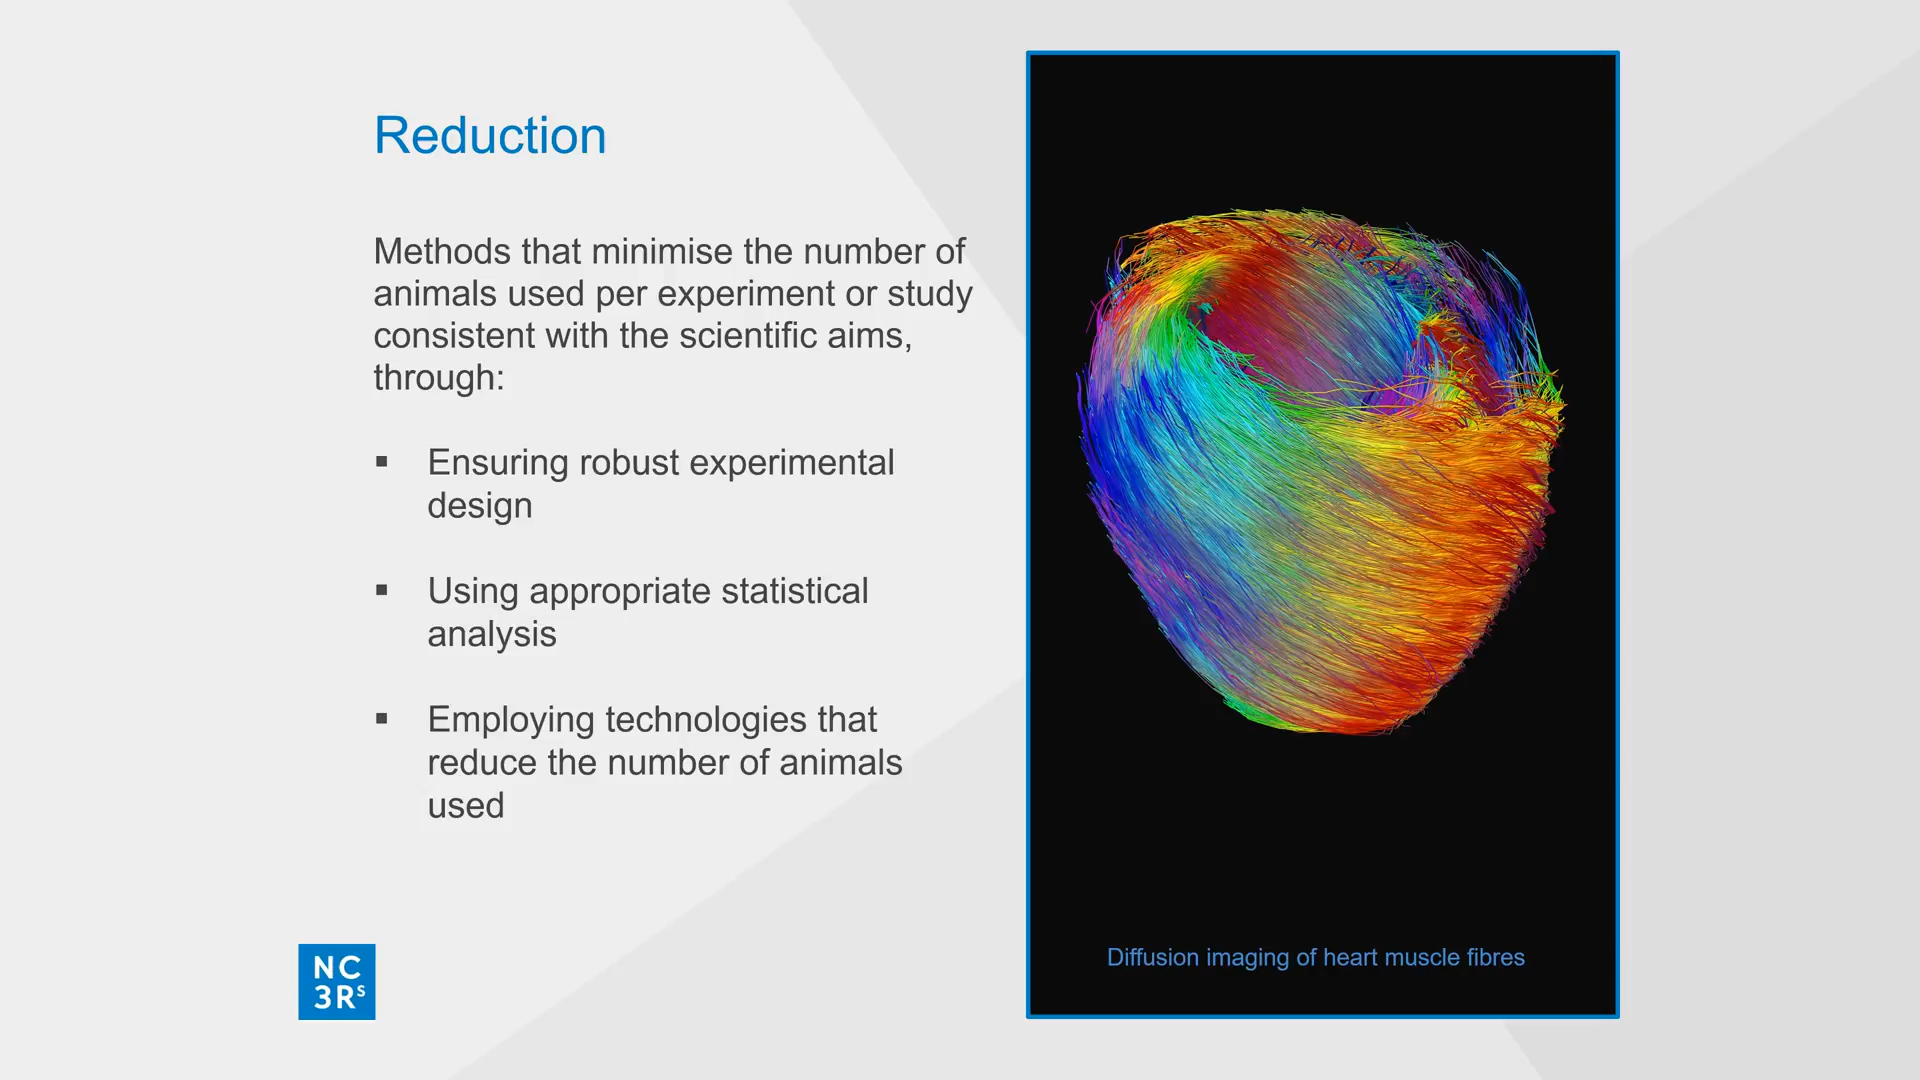 Reduction
Methods that minimise the number of
animals used per experiment or study
consistent with the scientific aims,
through:
▪ Ensuring robust experimental
design
▪ Using appropriate statistical
analysis
▪ Employing technologies that
reduce the number of animals
used
NC
3Rs
Diffusion imaging of heart muscle fibres